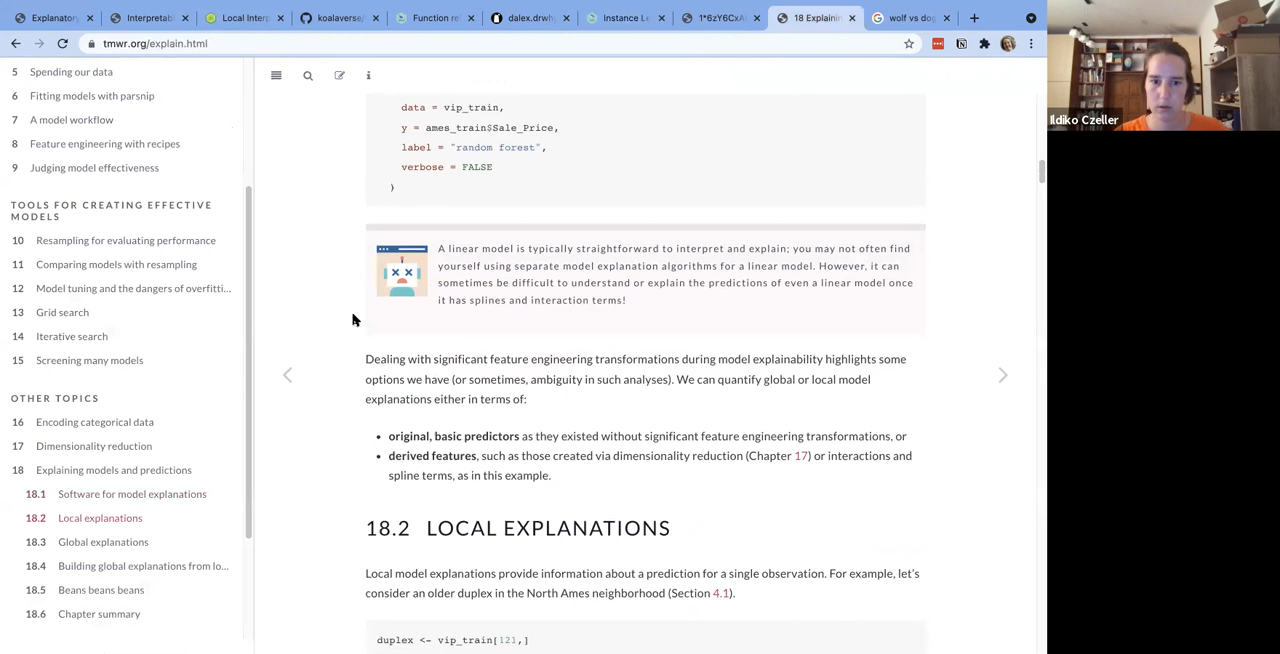 Explanatory
Interpretab
Local Interp
koalaverse/
Function re
dalex.drwh
Instance Le
1*6zY6CxA
18 Explainin
wolf vs dog
tmwr.org/explain.html
5 Spending our data
6 Fitting models with parsnip
7 A model workflow
8 Feature engineering with recipes
9 Judging model effectiveness
TOOLS FOR CREATING EFFECTIVE
MODELS
10 Resampling for evaluating performance
11 Comparing models with resampling
12 Model tuning and the dangers of overfitti...
13 Grid search
14 Iterative search
15 Screening many models
OTHER TOPICS
16 Encoding categorical data
17 Dimensionality reduction
18 Explaining models and predictions
18.1 Software for model explanations
18.2 Local explanations
18.3 Global explanations
18.4 Building global explanations from lo...
18.5 Beans beans beans
18.6 Chapter summary
data = vip_train,
y = ames_train$Sale_Price,
label = "random forest",
verbose = FALSE
)
A linear model is typically straightforward to interpret and explain; you may not often find
yourself using separate model explanation algorithms for a linear model. However, it can
sometimes be difficult to understand or explain the predictions of even a linear model once
it has splines and interaction terms!
Dealing with significant feature engineering transformations during model explainability highlights some
options we have (or sometimes, ambiguity in such analyses). We can quantify global or local model
explanations either in terms of:
• original, basic predictors as they existed without significant feature engineering transformations, or
• derived features, such as those created via dimensionality reduction (Chapter 17) or interactions and
spline terms, as in this example.
18.2 LOCAL EXPLANATIONS
Local model explanations provide information about a prediction for a single observation. For example, let's
consider an older duplex in the North Ames neighborhood (Section 4.1).
duplex <- vip_train[121,]
Ildiko Czeller